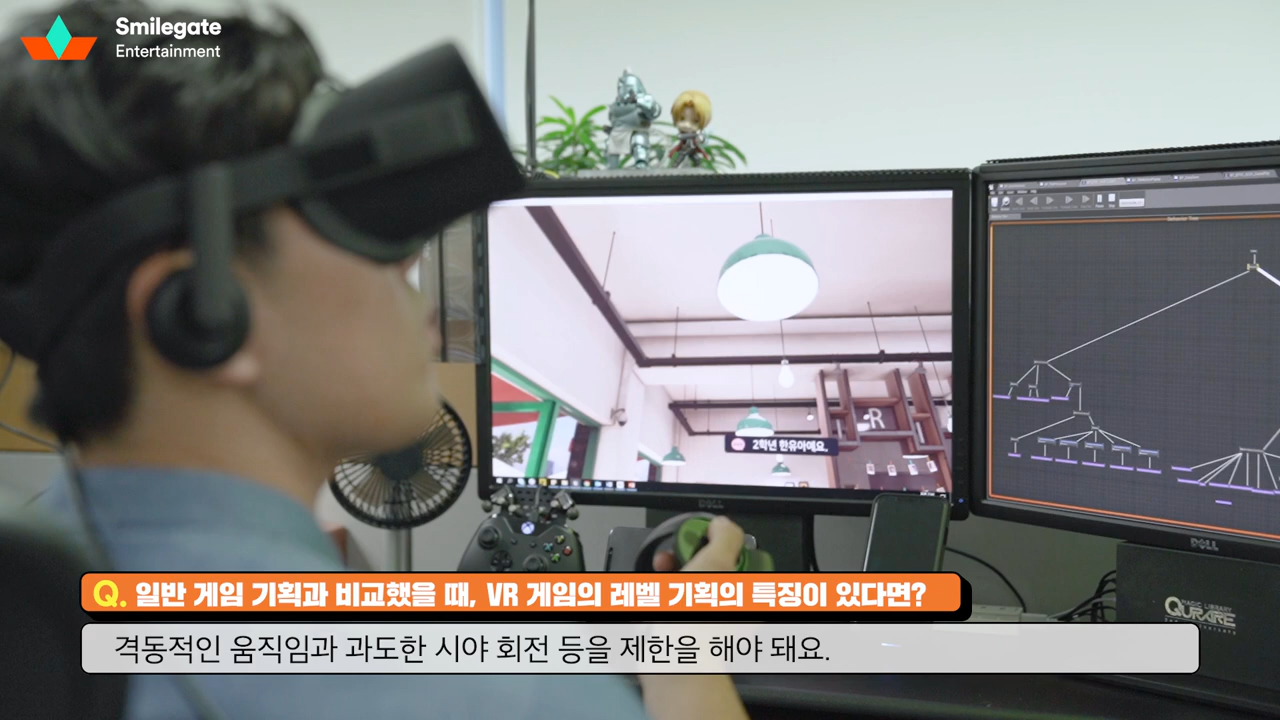 Smilegate
Entertainment
R
2학년 한유아예요.
DELL
DELL
MAGIC LIBRARY
QURARE
Q. 일반 게임 기획과 비교했을 때, VR 게임의 레벨 기획의 특징이 있다면?
격동적인 움직임과 과도한 시야 회전 등을 제한을 해야 돼요.